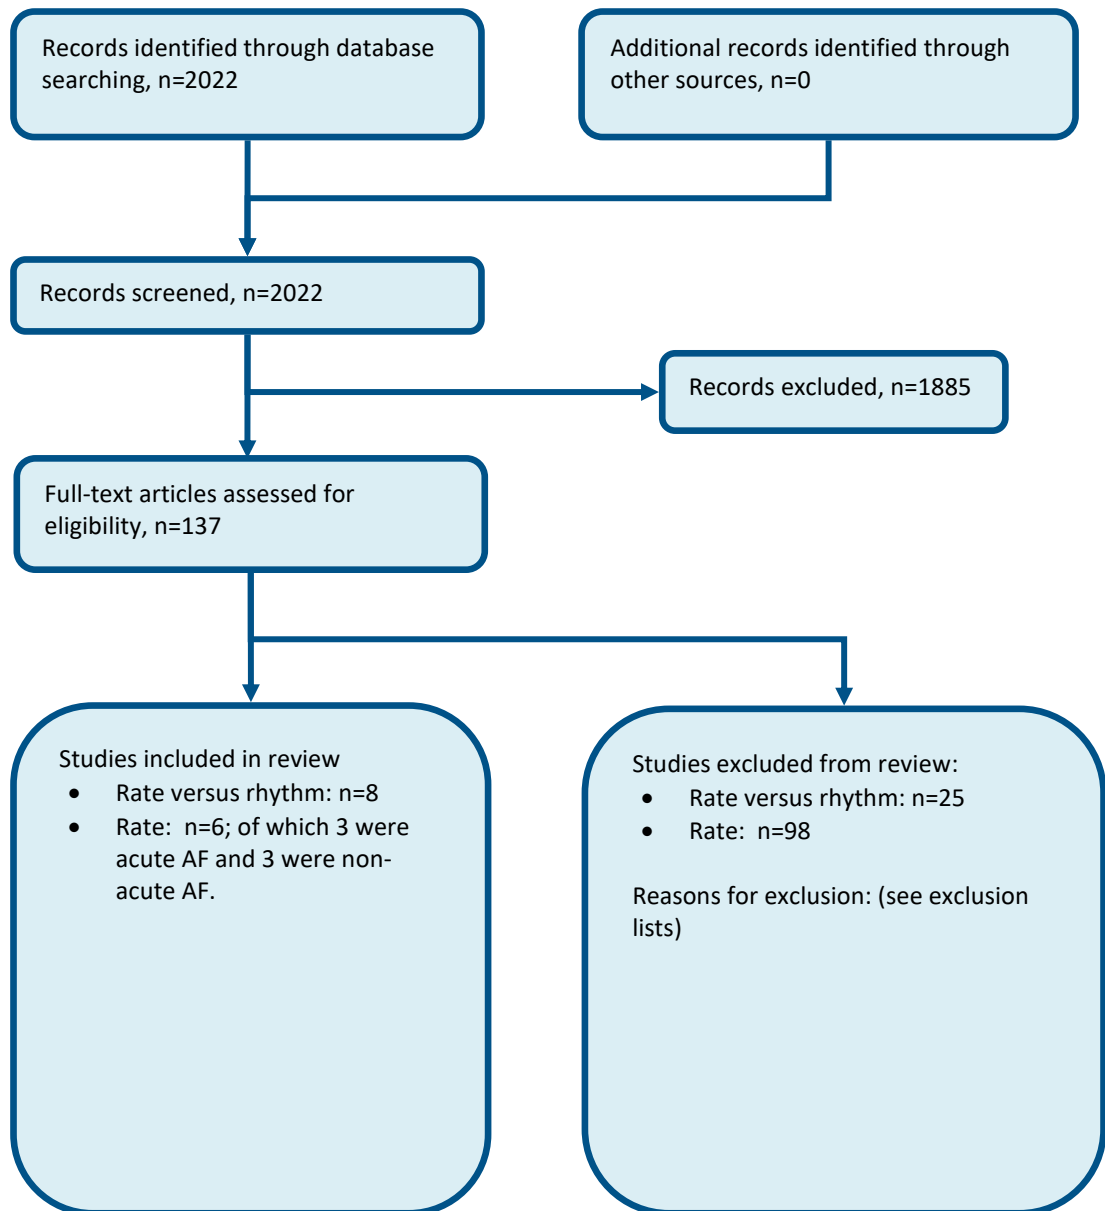 Records identified through database
searching, n=2022
Additional records identified through
other sources, n=0
Records screened, n=2022
Records excluded, n=1885
Full-text articles assessed for
eligibility, n=137
Studies included in review
• Rate versus rhythm: n=8
• Rate:  n=6; of which 3 were
acute AF and 3 were non-
acute AF.
Studies excluded from review:
• Rate versus rhythm: n=25
• Rate:  n=98
Reasons for exclusion: (see exclusion
lists)